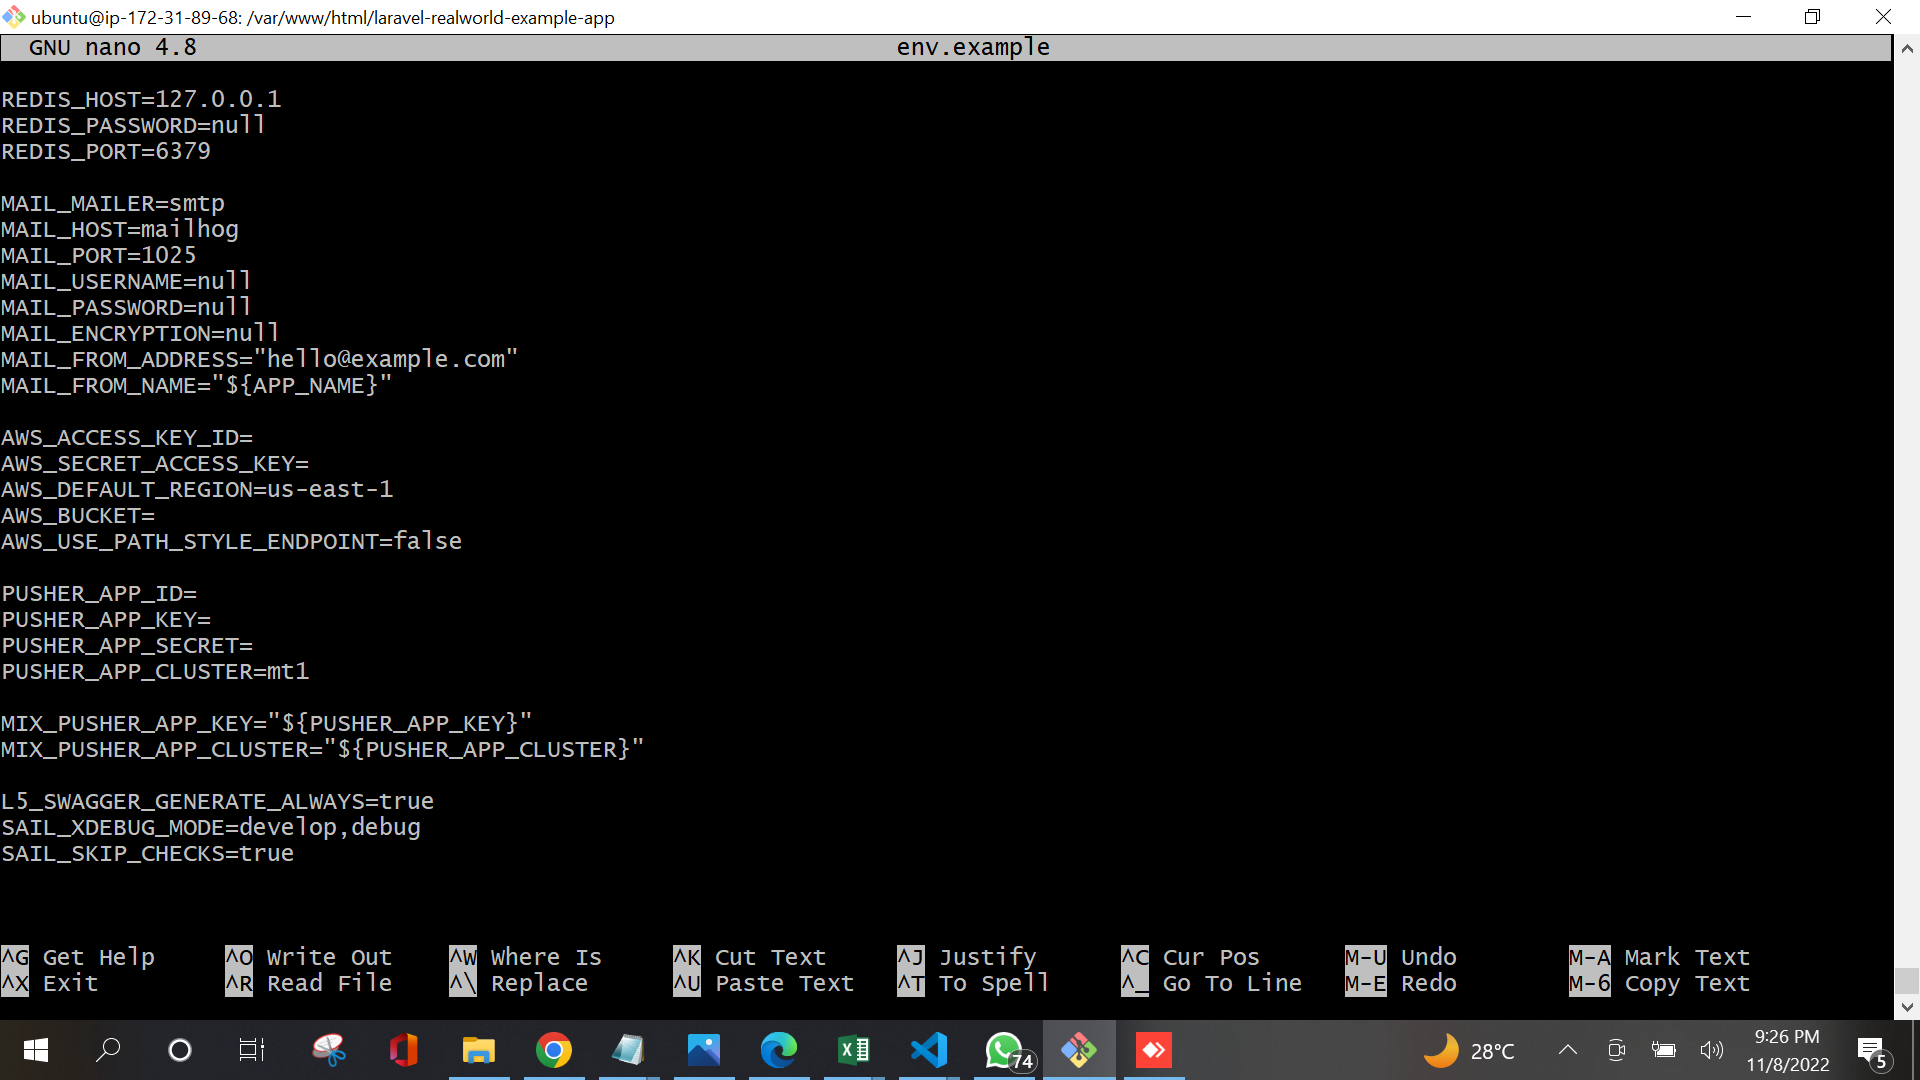 ubuntu@ip-172-31-89-68: /var/www/html/laravel-realworld-example-app
GNU nano 4.8 env.example
REDIS_HOST=127.0.0.1
REDIS_PASSWORD=null
REDIS_PORT=6379
MAIL_MAILER=smtp
MAIL_HOST=mailhog
MAIL_PORT=1025
MAIL_USERNAME=null
MAIL_PASSWORD=null
MAIL_ENCRYPTION=null
MAIL_FROM_ADDRESS="hello@example.com"
MAIL_FROM_NAME="${APP_NAME}"
AWS_ACCESS_KEY_ID=
AWS_SECRET_ACCESS_KEY=
AWS_DEFAULT_REGION=us-east-1
AWS_BUCKET=
AWS_USE_PATH_STYLE_ENDPOINT=false
PUSHER_APP_ID=
PUSHER_APP_KEY=
PUSHER_APP_SECRET=
PUSHER_APP_CLUSTER=mt1
MIX_PUSHER_APP_KEY="${PUSHER_APP_KEY}"
MIX_PUSHER_APP_CLUSTER="${PUSHER_APP_CLUSTER}"
L5_SWAGGER_GENERATE_ALWAYS=true
SAIL_XDEBUG_MODE=develop,debug
SAIL_SKIP_CHECKS=true
^G Get Help ^O Write Out ^W Where Is ^K Cut Text ^J Justify ^C Cur Pos M-U Undo M-A Mark Text
^X Exit ^R Read File ^\ Replace ^U Paste Text ^T To Spell ^_ Go To Line M-E Redo M-6 Copy Text
74
28°C
9:26 PM
11/8/2022
5